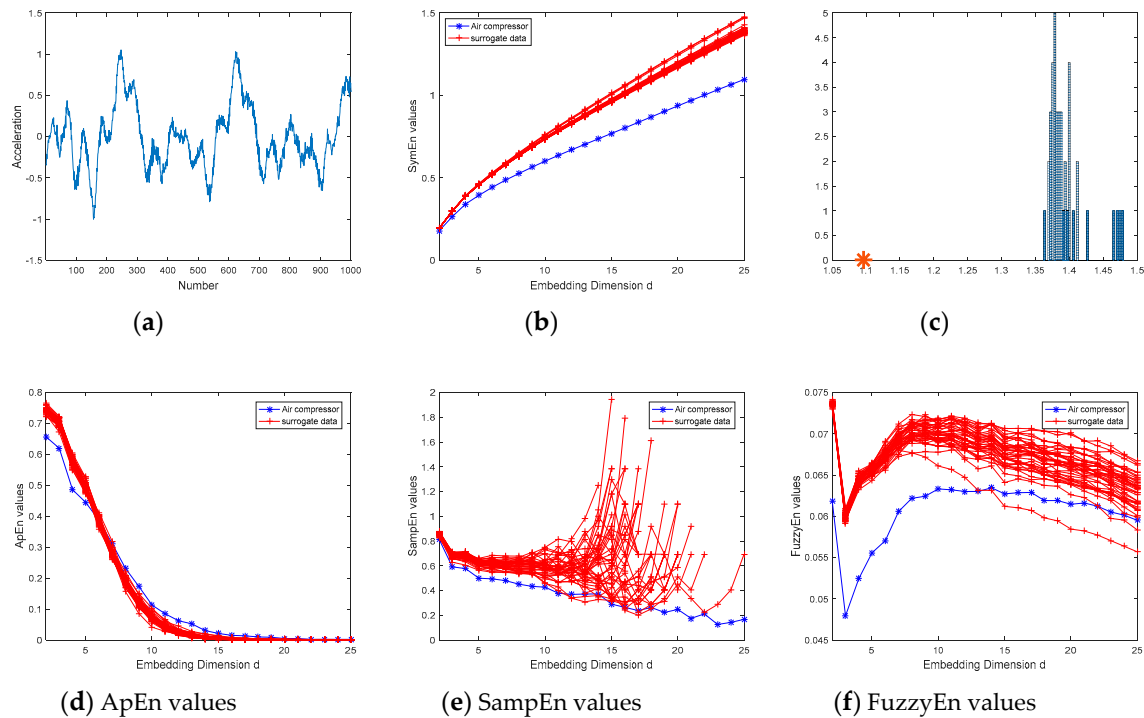 1.5
1
0.5
0
-0.5
-1
-1.5
Acceleration
100 200 300 400 500 600 700 800 900 1000
Number
(a)
1.5
1
0.5
0
SymEn values
Air compressor
surrogate data
5 10 15 20 25
Embedding Dimension d
(b)
5
4.5
4
3.5
3
2.5
2
1.5
1
0.5
0
1.05 1.1 1.15 1.2 1.25 1.3 1.35 1.4 1.45 1.5
(c)
0.8
0.7
0.6
0.5
0.4
0.3
0.2
0.1
0
ApEn values
Air compressor
surrogate data
5 10 15 20 25
Embedding Dimension d
(d) ApEn values
2
1.8
1.6
1.4
1.2
1
0.8
0.6
0.4
0.2
0
SampEn values
Air compressor
surrogate data
5 10 15 20 25
Embedding Dimension d
(e) SampEn values
0.075
0.07
0.065
0.06
0.055
0.05
0.045
FuzzyEn values
Air compressor
surrogate data
5 10 15 20 25
Embedding Dimension d
(f) FuzzyEn values